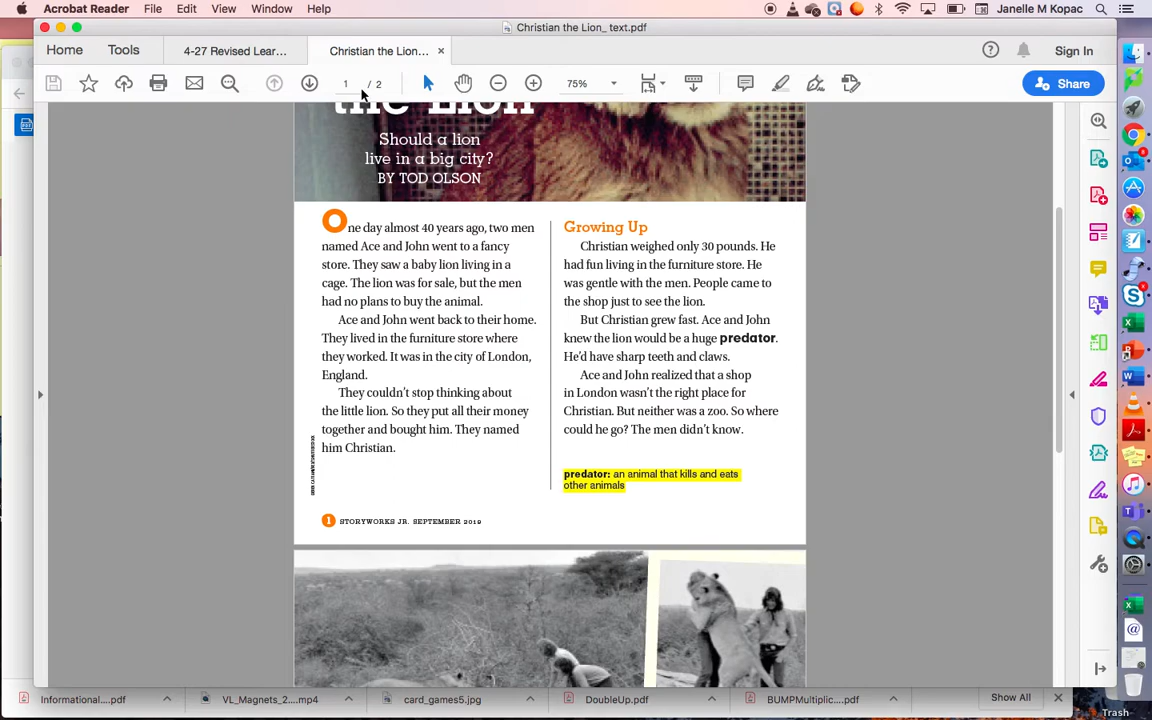 Acrobat Reader File Edit View Window Help Janelle M Kopac
Christian the Lion_ text.pdf
Home Tools 4-27 Revised Lear... Christian the Lion... × Sign In
1 / 2 75% Share
the Lion
Should a lion
live in a big city?
BY TOD OLSON
One day almost 40 years ago, two men
named Ace and John went to a fancy
store. They saw a baby lion living in a
cage. The lion was for sale, but the men
had no plans to buy the animal.
Ace and John went back to their home.
They lived in the furniture store where
they worked. It was in the city of London,
England.
They couldn't stop thinking about
the little lion. So they put all their money
together and bought him. They named
him Christian.
Growing Up
Christian weighed only 30 pounds. He
had fun living in the furniture store. He
was gentle with the men. People came to
the shop just to see the lion.
But Christian grew fast. Ace and John
knew the lion would be a huge predator.
He'd have sharp teeth and claws.
Ace and John realized that a shop
in London wasn't the right place for
Christian. But neither was a zoo. So where
could he go? The men didn't know.
predator: an animal that kills and eats
other animals
1 STORYWORKS JR. SEPTEMBER 2019
Informational....pdf VL_Magnets_2....mp4 card_games5.jpg DoubleUp.pdf BUMPMultiplic....pdf Show All
Trash